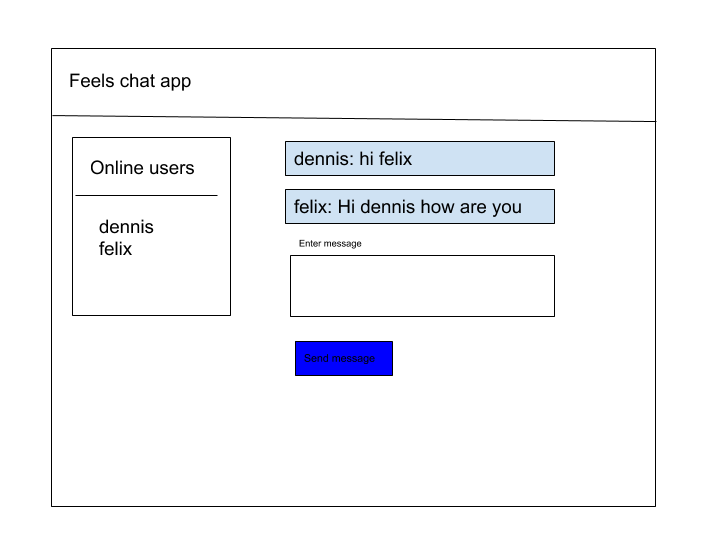 Feels chat app
Online users
dennis
felix
dennis: hi felix
felix: Hi dennis how are you
Enter message
Send message